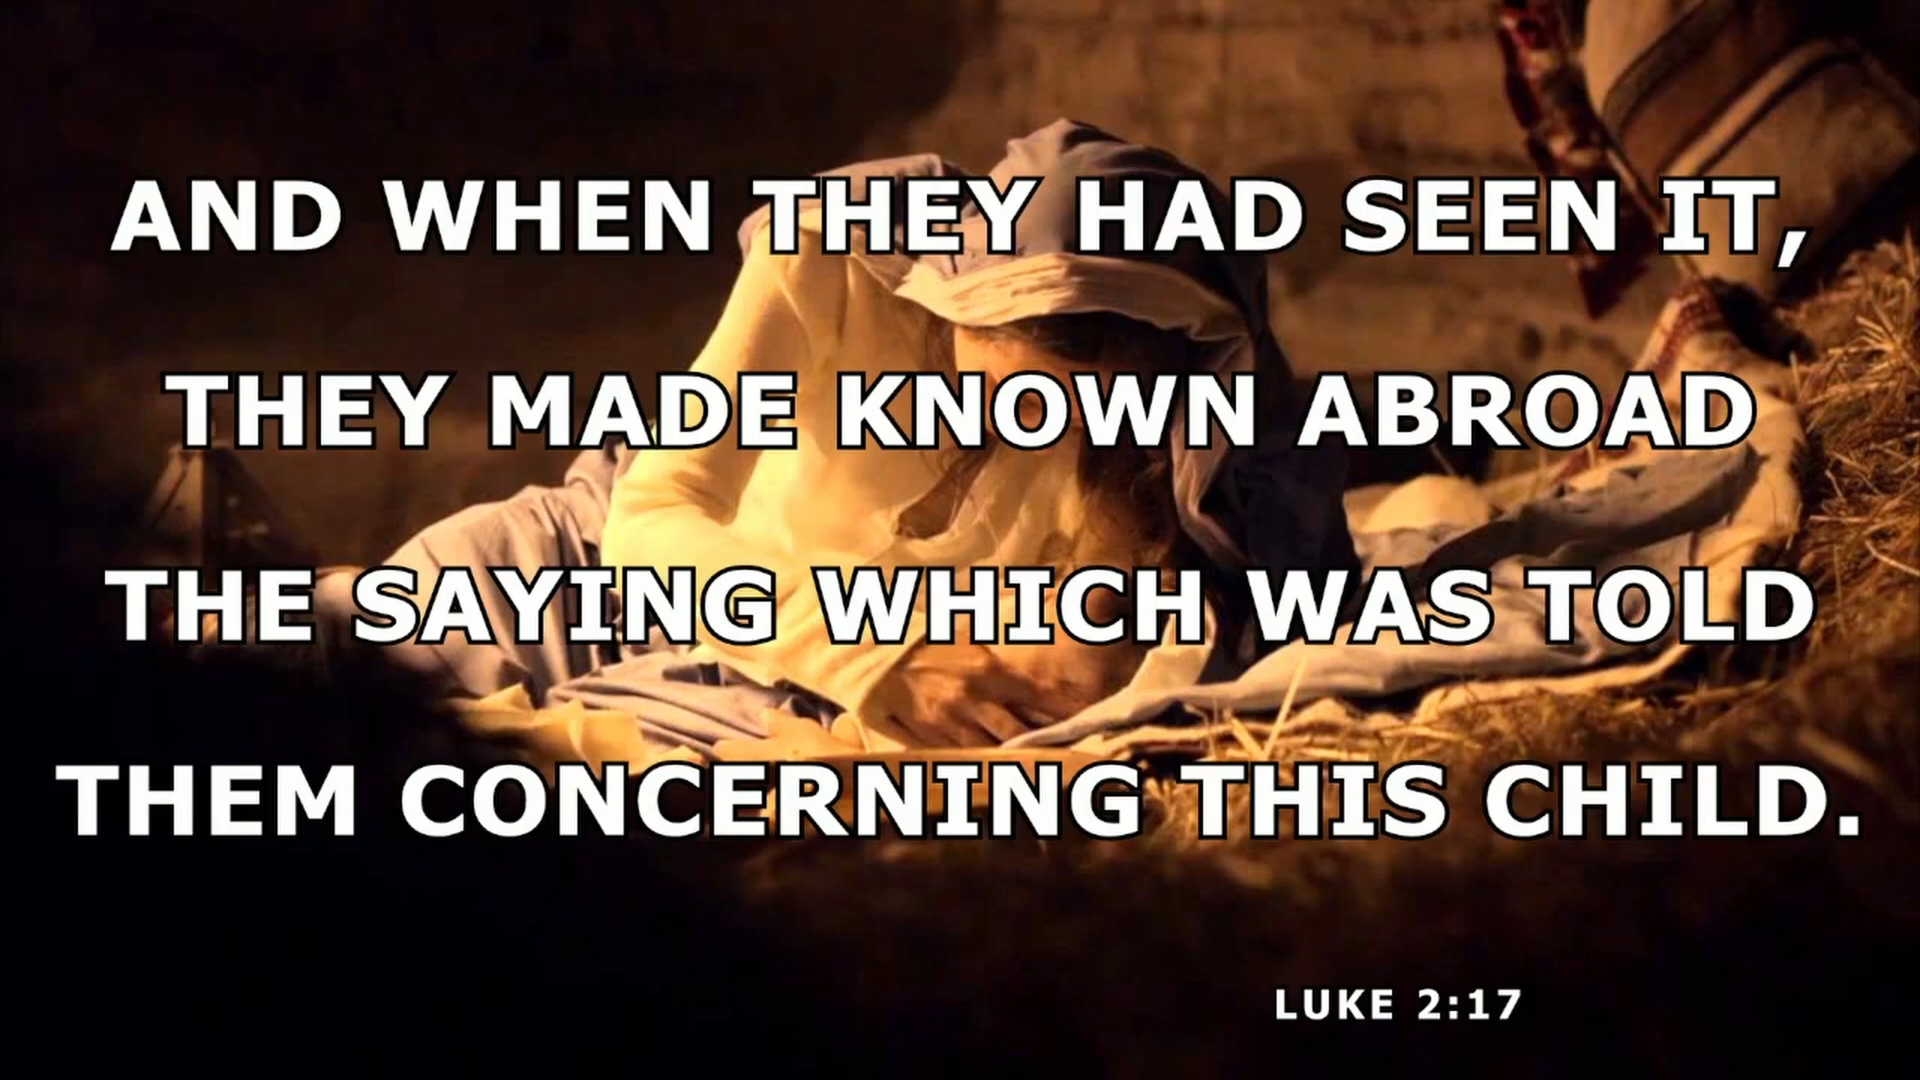 AND WHEN THEY HAD SEEN IT,
THEY MADE KNOWN ABROAD
THE SAYING WHICH WAS TOLD
THEM CONCERNING THIS CHILD.
LUKE 2:17